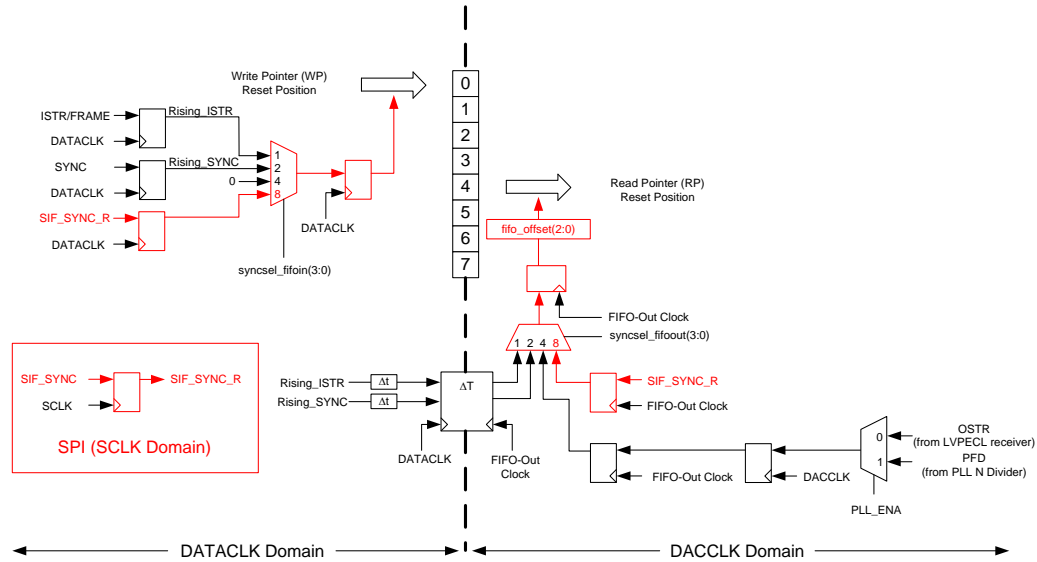 Write Pointer (WP)
Reset Position
ISTR/FRAME
Rising_ISTR
DATACLK
SYNC
Rising_SYNC
DATACLK
0
SIF_SYNC_R
DATACLK
1
2
4
8
DATACLK
syncsel_fifoin(3:0)
0
1
2
3
4
5
6
7
Read Pointer (RP)
Reset Position
fifo_offset(2:0)
FIFO-Out Clock
syncsel_fifoout(3:0)
1 2 4 8
SIF_SYNC
SIF_SYNC_R
SCLK
SPI (SCLK Domain)
Rising_ISTR
Δt
Rising_SYNC
Δt
ΔT
DATACLK
FIFO-Out
Clock
SIF_SYNC_R
FIFO-Out Clock
FIFO-Out Clock
DACCLK
0
1
OSTR
(from LVPECL receiver)
PFD
(from PLL N Divider)
PLL_ENA
DATACLK Domain
DACCLK Domain